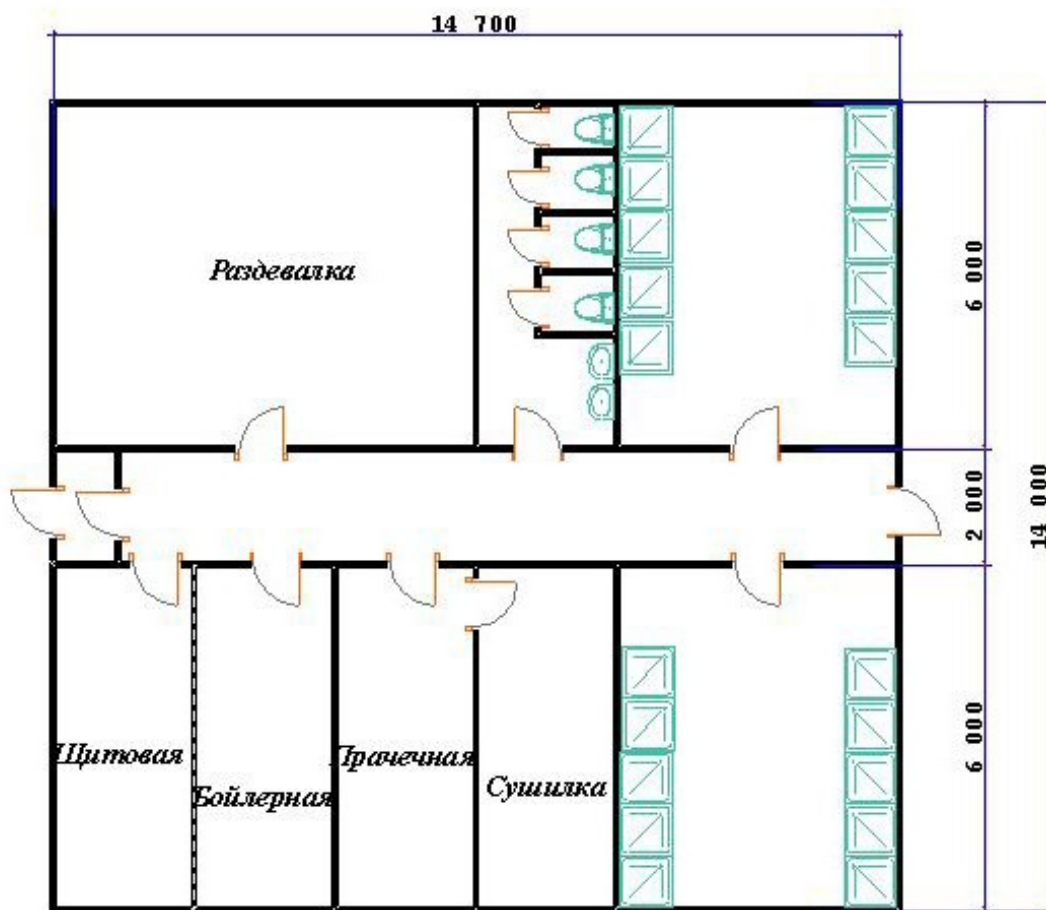 14 700
Раздевалка
6 000
2 000
14 000
Щитовая
Прачечная
Бойлерная
Сушилка
6 000